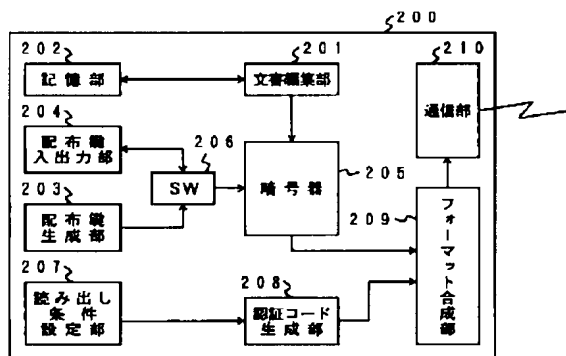 200
202
201
210
記憶部
文書編集部
通信部
204
配布鍵
入出力部
206
SW
暗号器
205
203
配布鍵
生成部
209
フォーマット合成部
207
読み出し
条件
設定部
208
認証コード
生成部